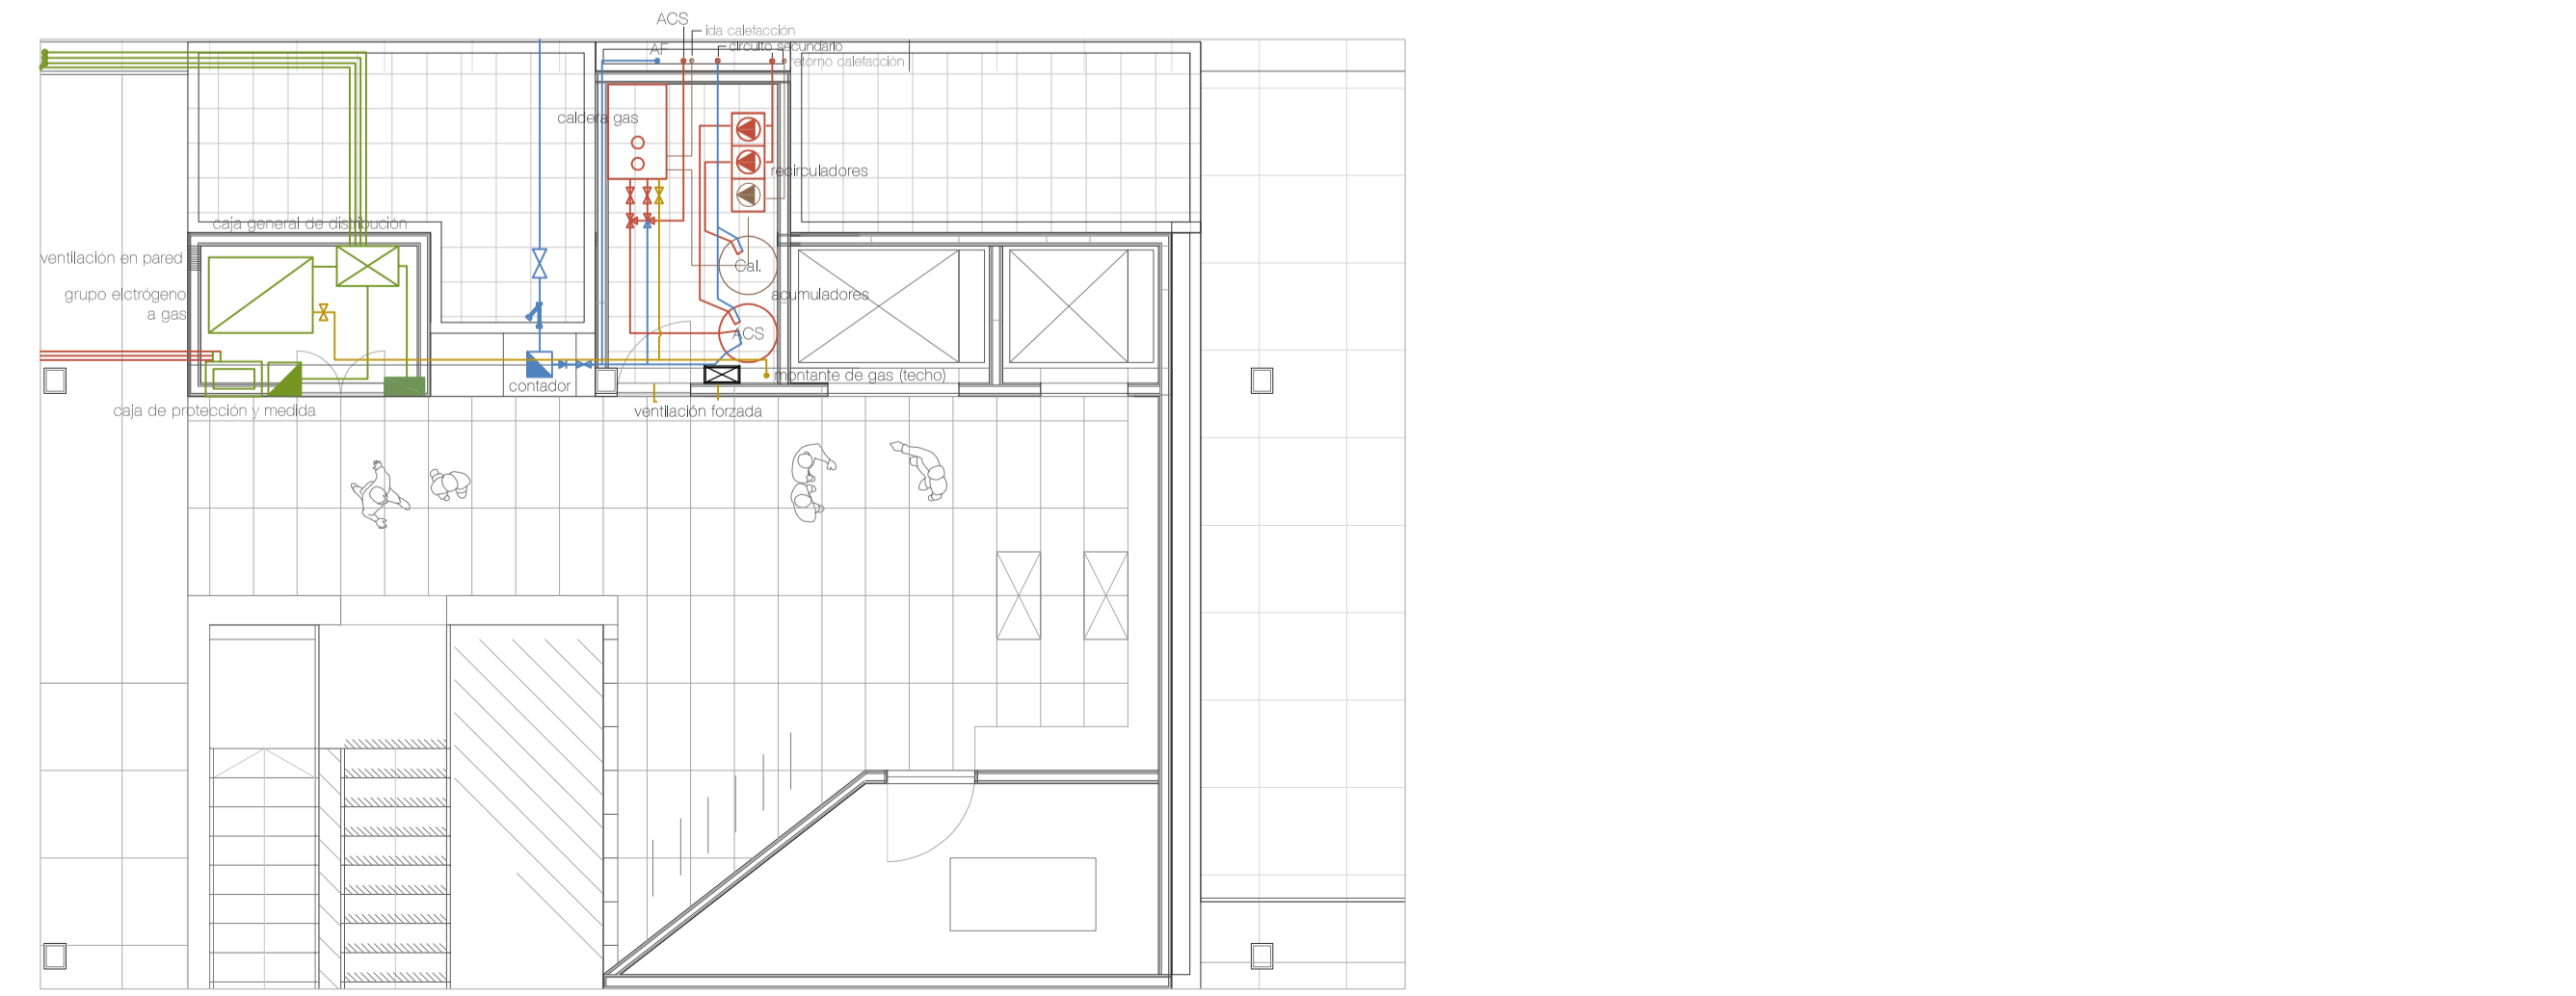 ACS
ida calefacción
AF
circuito secundario
retorno calefacción
caldera gas
recirculadores
caja general de distribución
ventilación en pared
Cal.
grupo elctrógeno
a gas
acumuladores
ACS
montante de gas (techo)
contador
caja de protección y medida
ventilación forzada